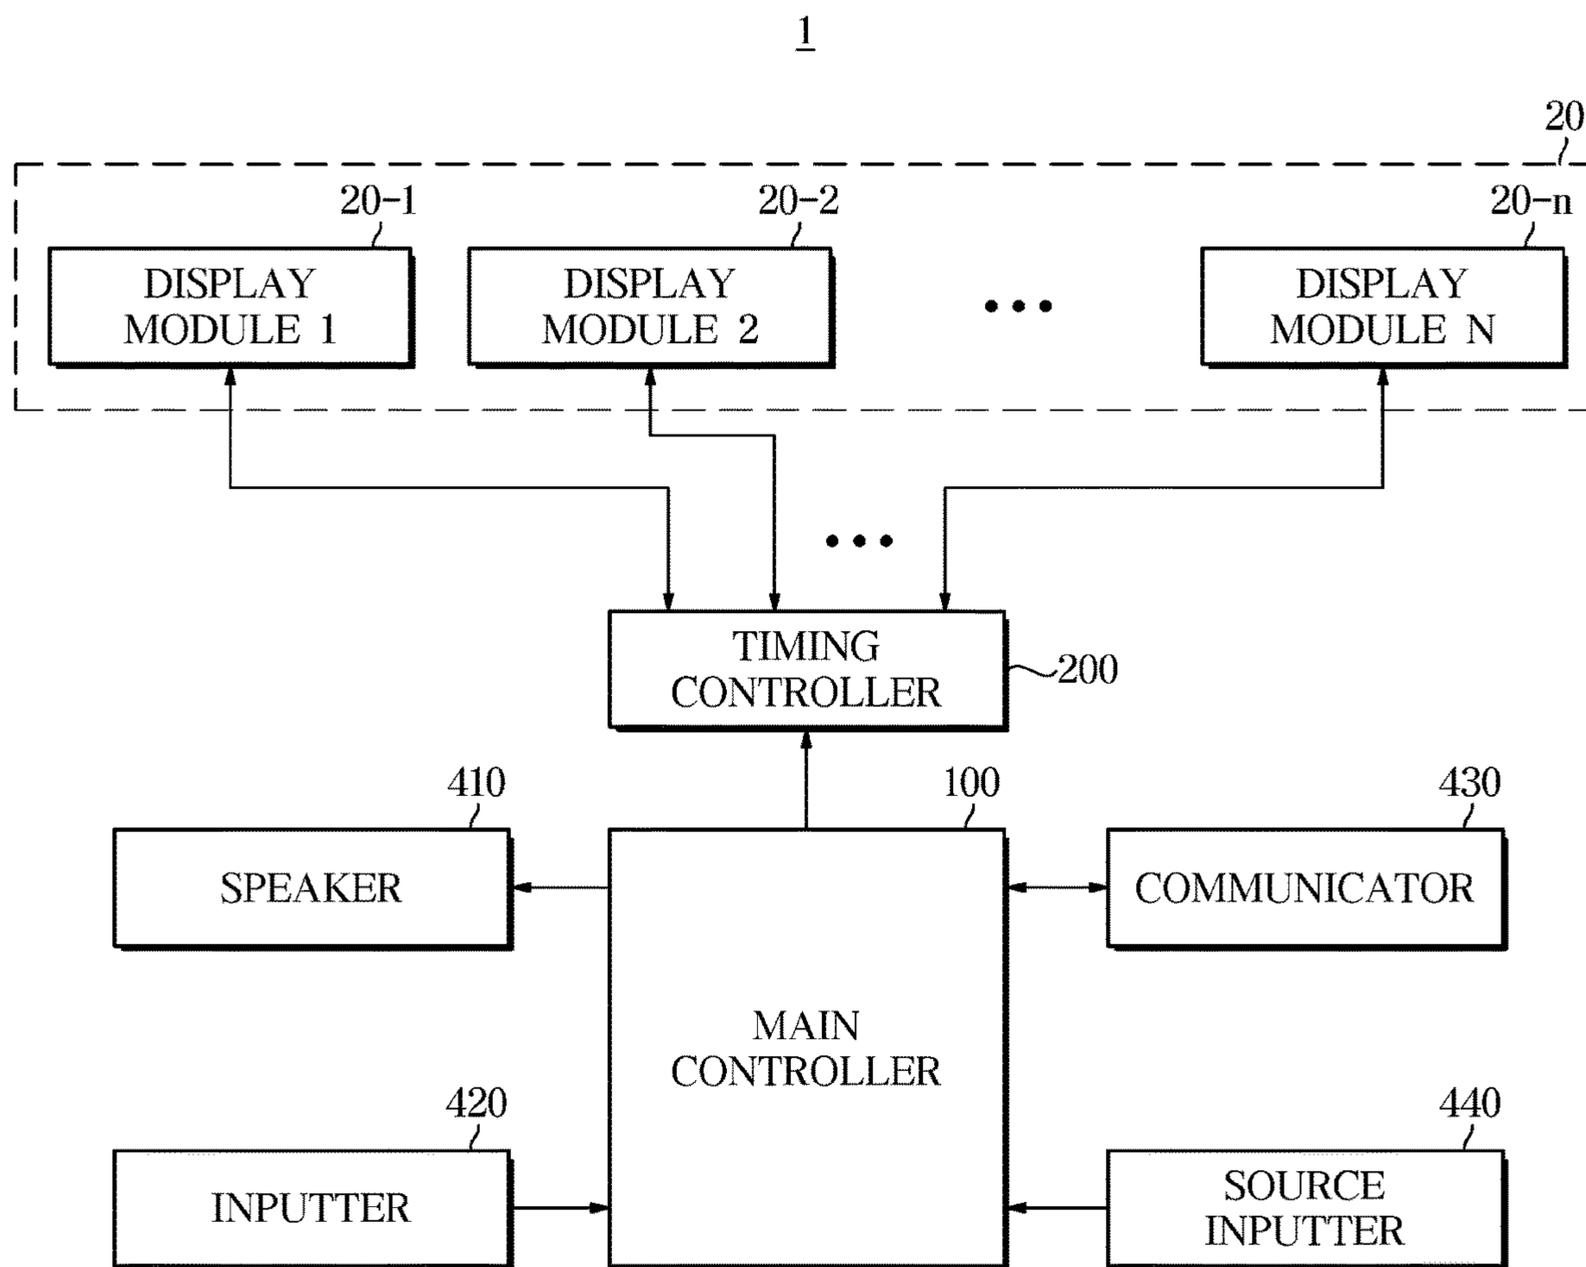 1
20
20-1
20-2
20-n
DISPLAY
MODULE 1
DISPLAY
MODULE 2
DISPLAY
MODULE N
TIMING
CONTROLLER
200
410
100
430
SPEAKER
COMMUNICATOR
MAIN
CONTROLLER
420
440
INPUTTER
SOURCE
INPUTTER